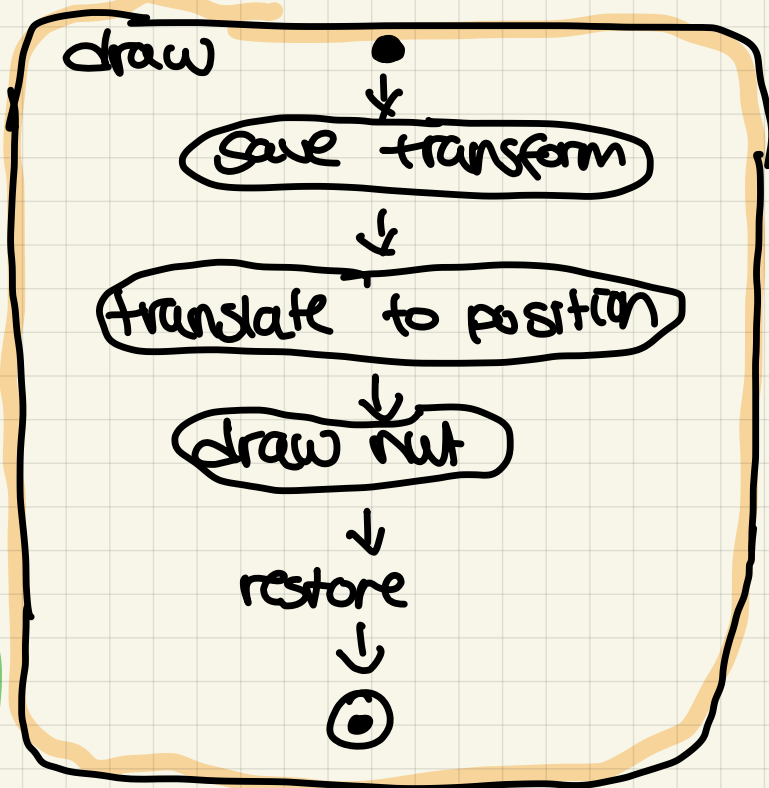 draw
save transform
translate to position
draw nut
restore